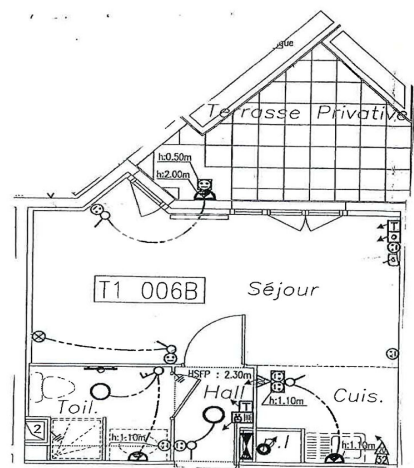 Terrasse Privative
h:0.50m
h:2.00m
T
T1 006B
Séjour
HSFP : 2.30m
Hall
h:1.10m
Cuis.
Toil.
T
2
h:1.10m
h:1.10m
32